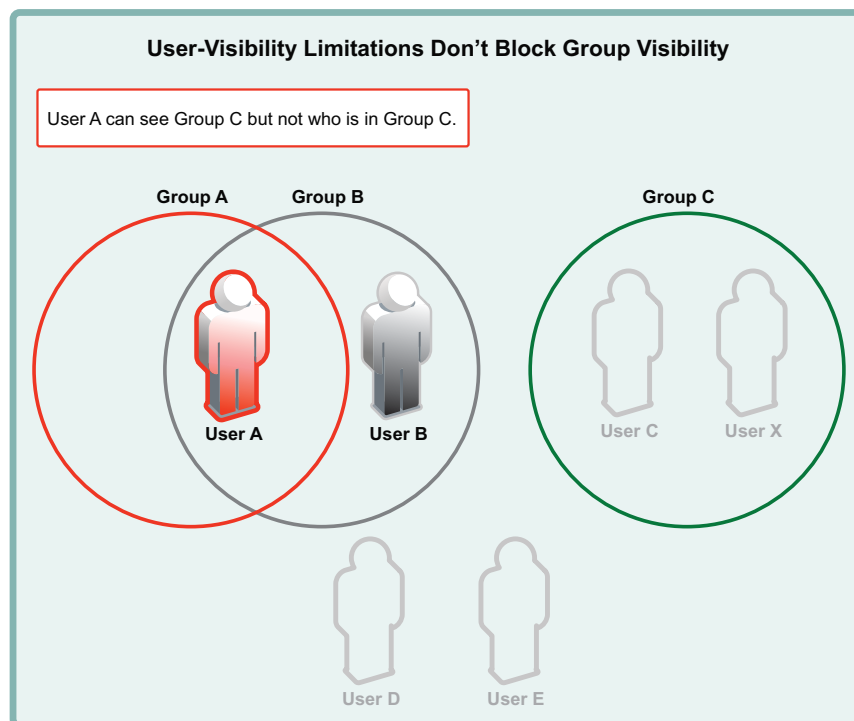 User-Visibility Limitations Don't Block Group Visibility
User A can see Group C but not who is in Group C.
Group A
Group B
Group C
User A
User B
User C
User X
User D
User E